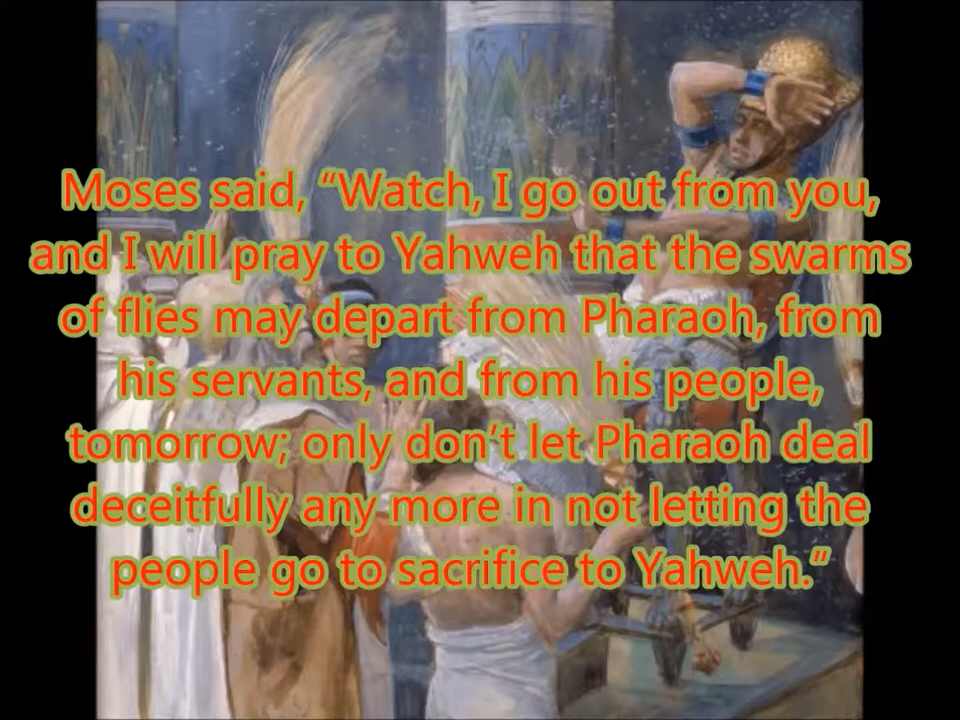 Moses said, “Watch, I go out from you,
and I will pray to Yahweh that the swarms
of flies may depart from Pharaoh, from
his servants, and from his people,
tomorrow; only don’t let Pharaoh deal
deceitfully any more in not letting the
people go to sacrifice to Yahweh.”